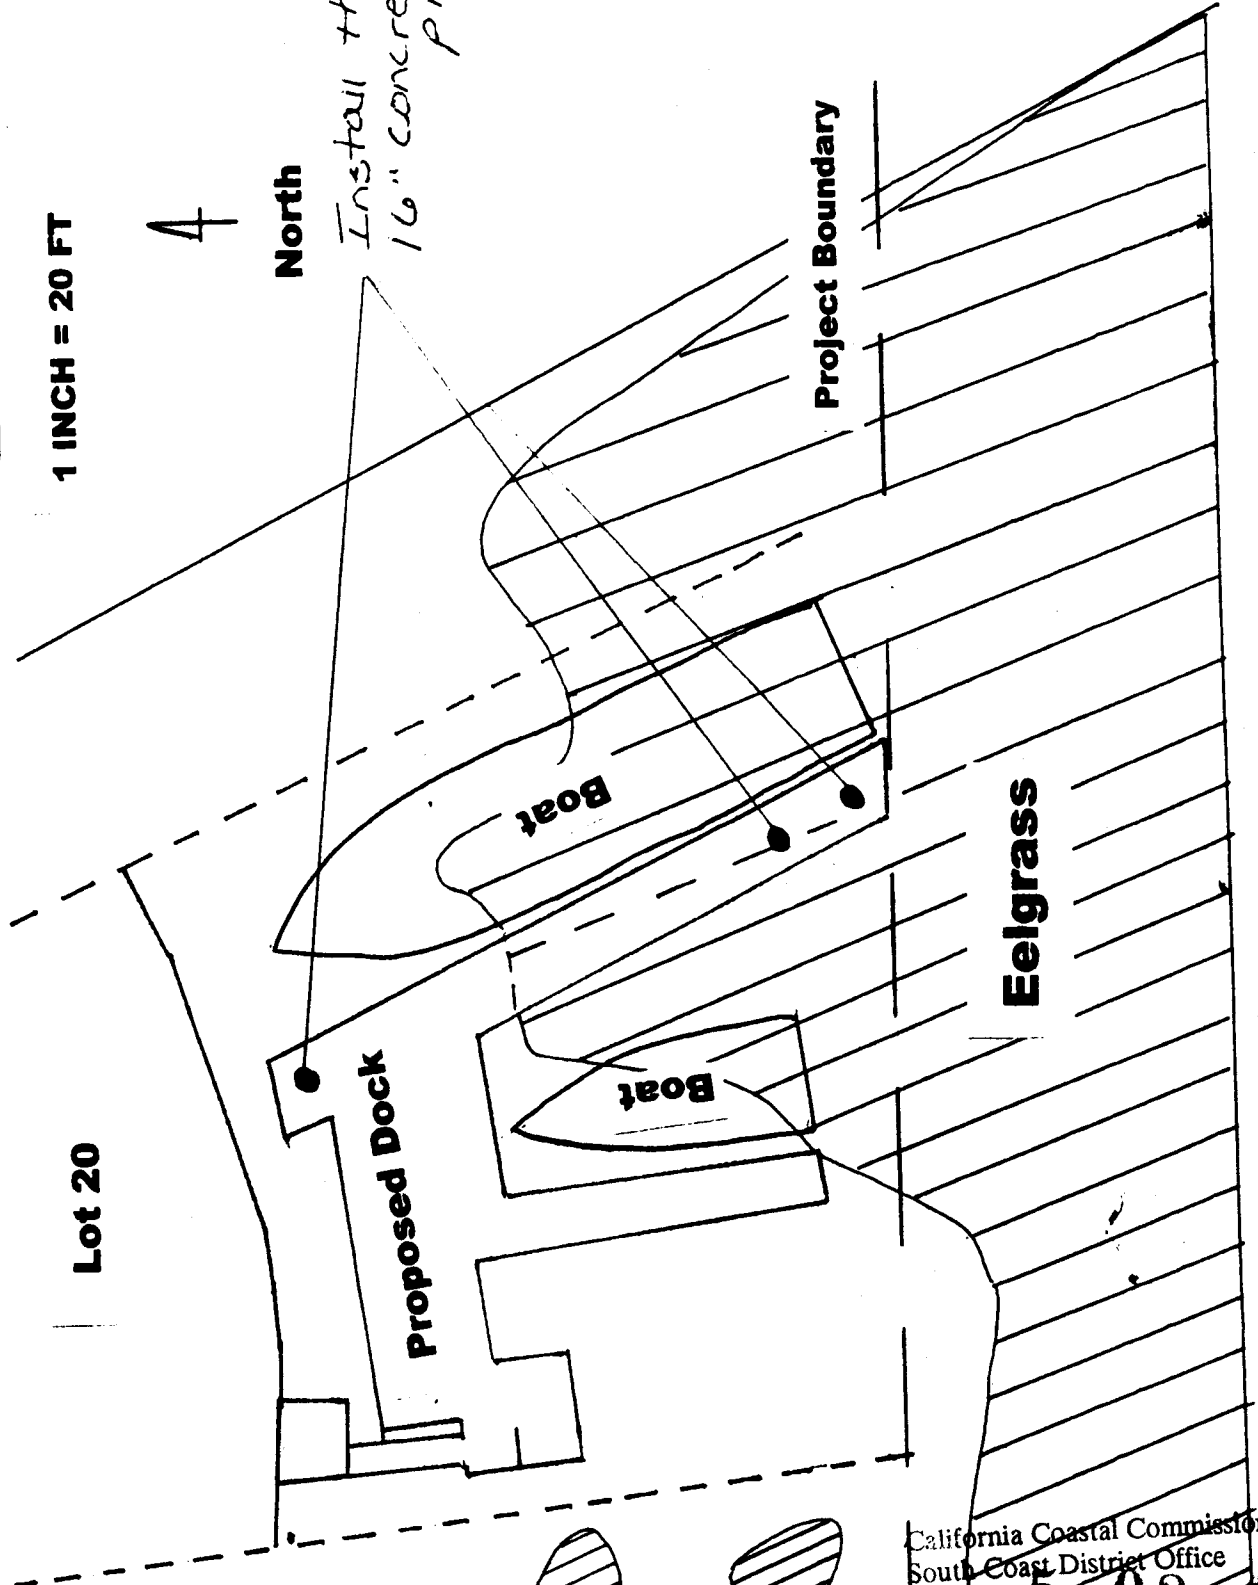 1 INCH = 20 FT
North
Install
16" concre
Lot 20
Proposed Dock
Boat
Boat
Project Boundary
Eelgrass
California Coastal Commissio
South Coast District Office